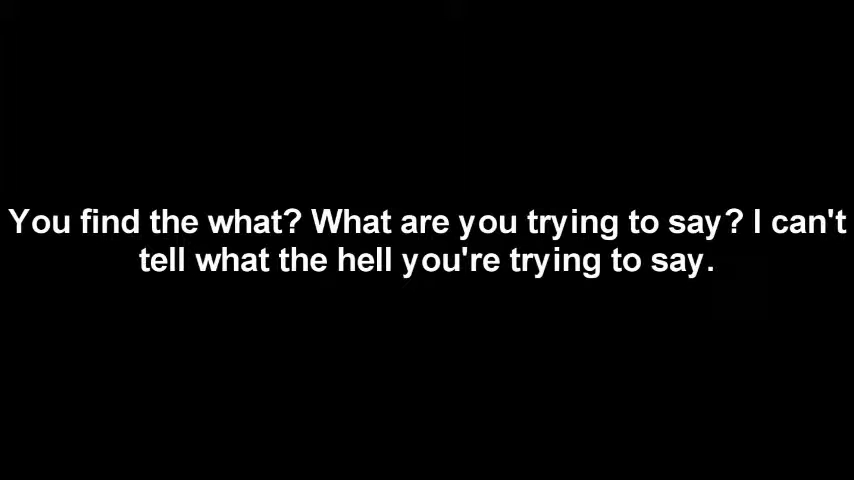 You find the what? What are you trying to say? I can't
tell what the hell you're trying to say.